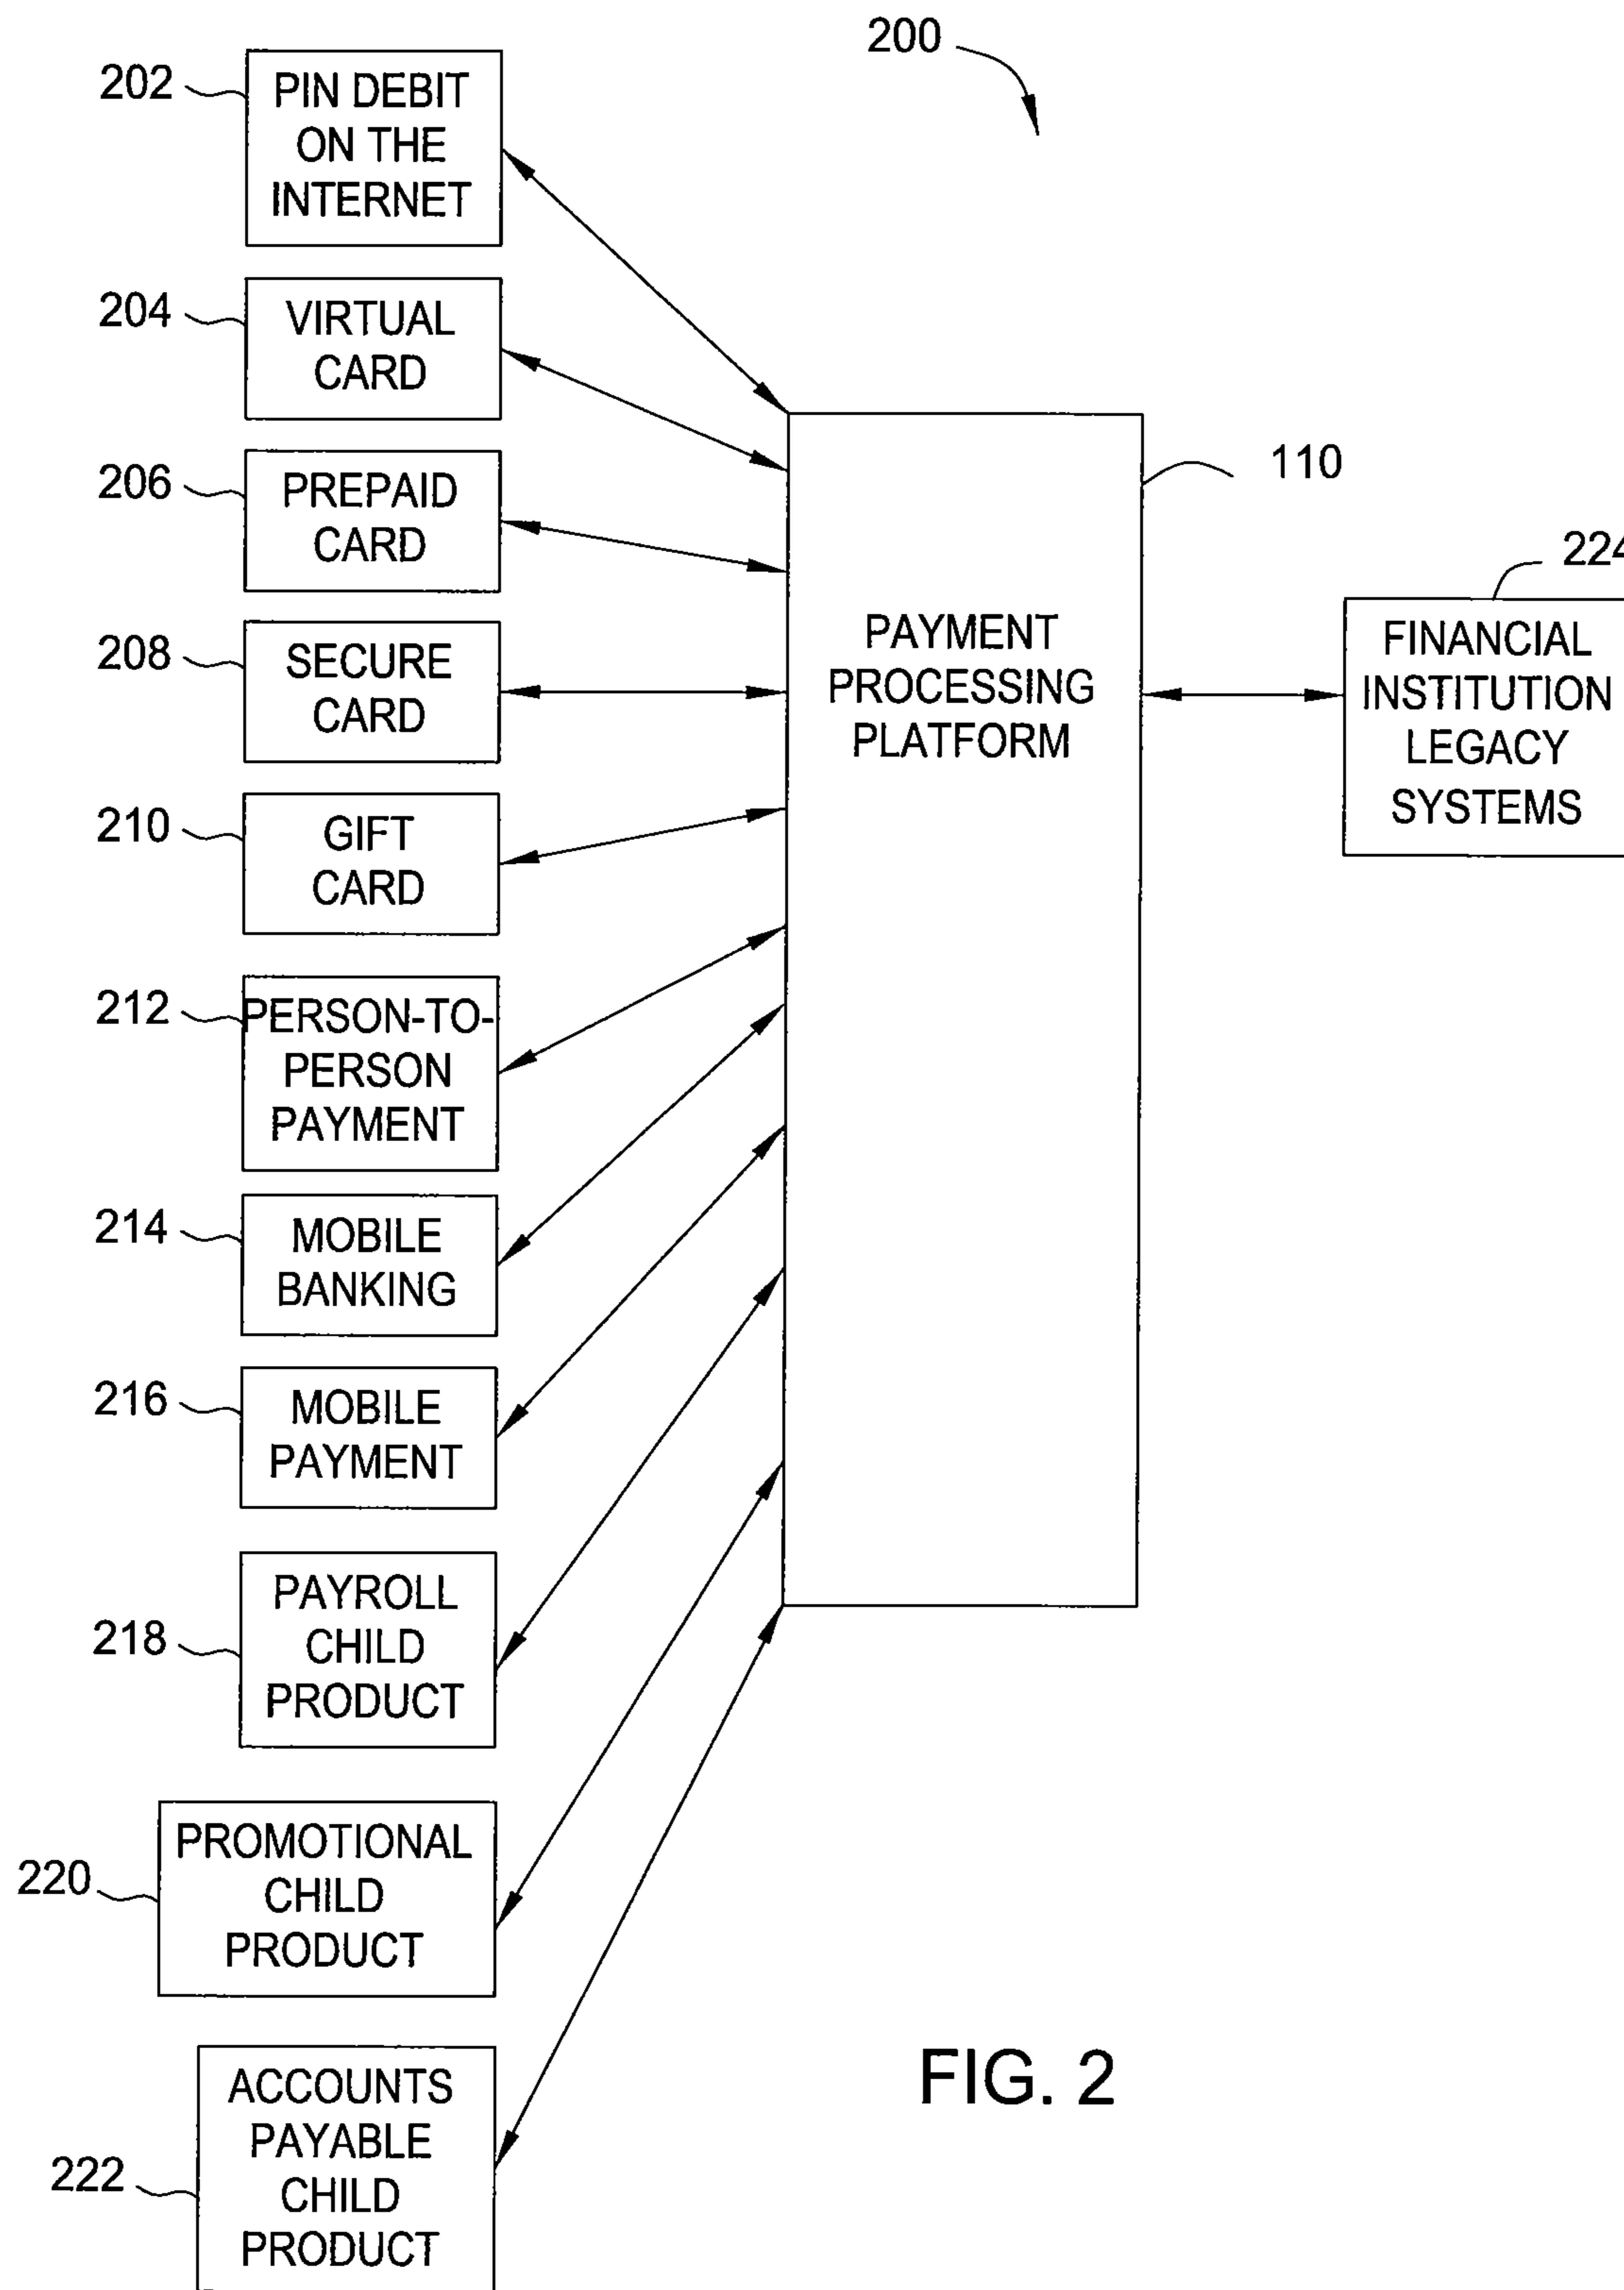 200
202
PIN DEBIT
ON THE
INTERNET
204
VIRTUAL
CARD
206
PREPAID
CARD
208
SECURE
CARD
210
GIFT
CARD
212
PERSON-TO-
PERSON
PAYMENT
214
MOBILE
BANKING
216
MOBILE
PAYMENT
218
PAYROLL
CHILD
PRODUCT
220
PROMOTIONAL
CHILD
PRODUCT
222
ACCOUNTS
PAYABLE
CHILD
PRODUCT
110
PAYMENT
PROCESSING
PLATFORM
224
FINANCIAL
INSTITUTION
LEGACY
SYSTEMS
FIG. 2